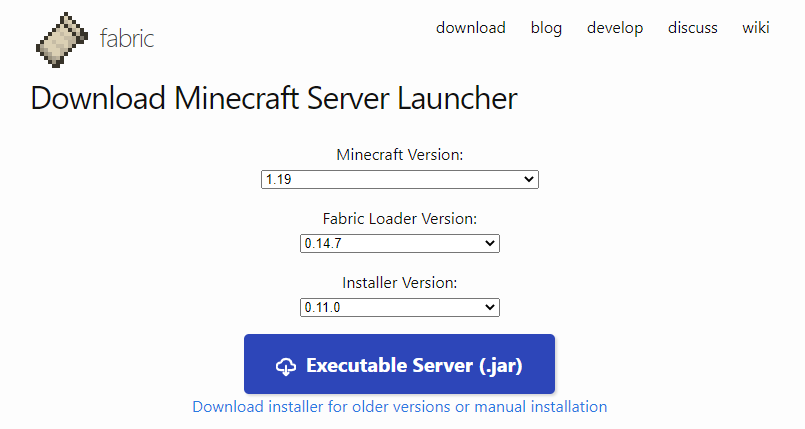 fabric
download blog develop discuss wiki
Download Minecraft Server Launcher
Minecraft Version:
1.19
Fabric Loader Version:
0.14.7
Installer Version:
0.11.0
Executable Server (.jar)
Download installer for older versions or manual installation